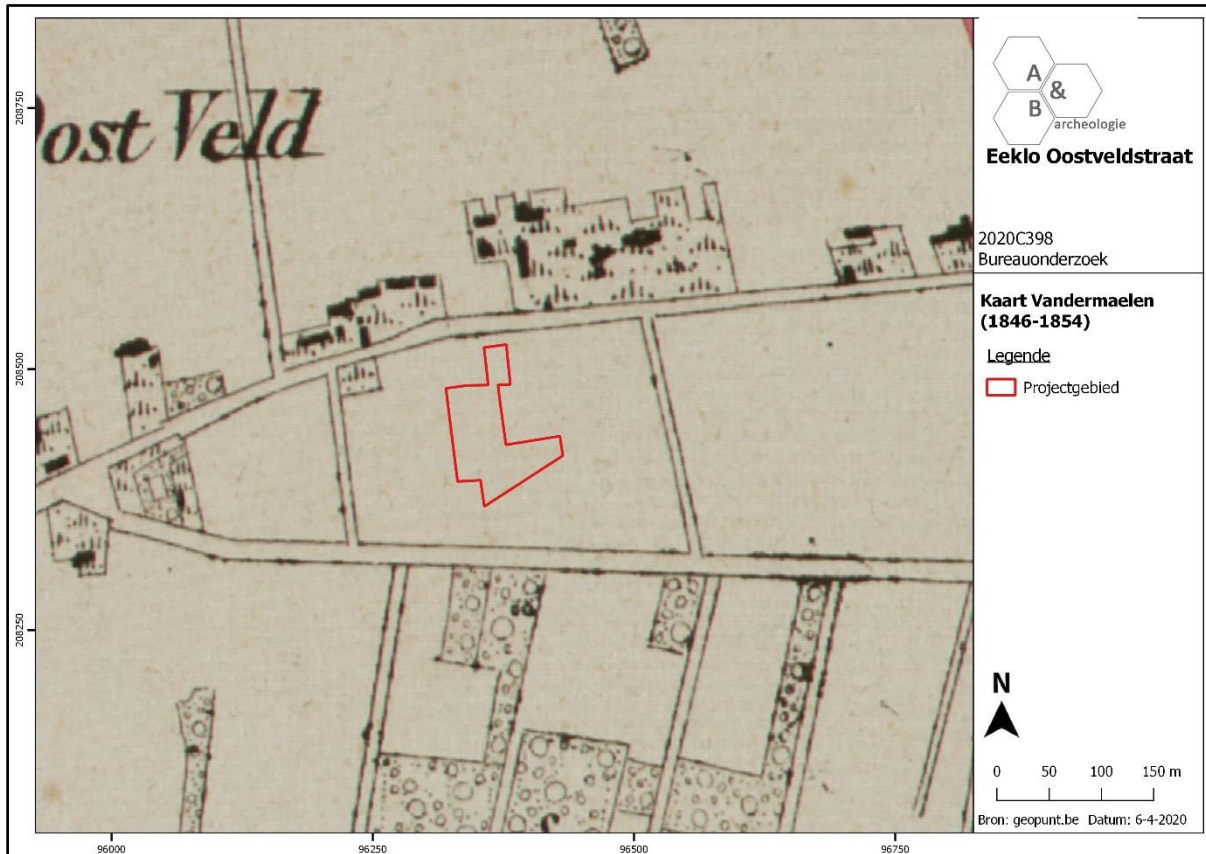 Oost Veld
208750
208500
208250
96000
96250
96500
96750
A
&
B
archeologie
Eeklo Oostveldstraat
2020C398
Bureauonderzoek
Kaart Vandermaelen
(1846-1854)
Legende
Projectgebied
N
0 50 100 150 m
Bron: geopunt.be Datum: 6-4-2020